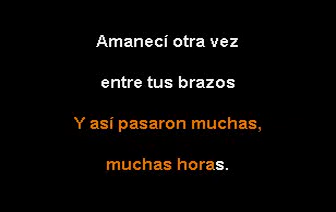 Amanecí otra vez
entre tus brazos
Y así pasaron muchas,
muchas horas.